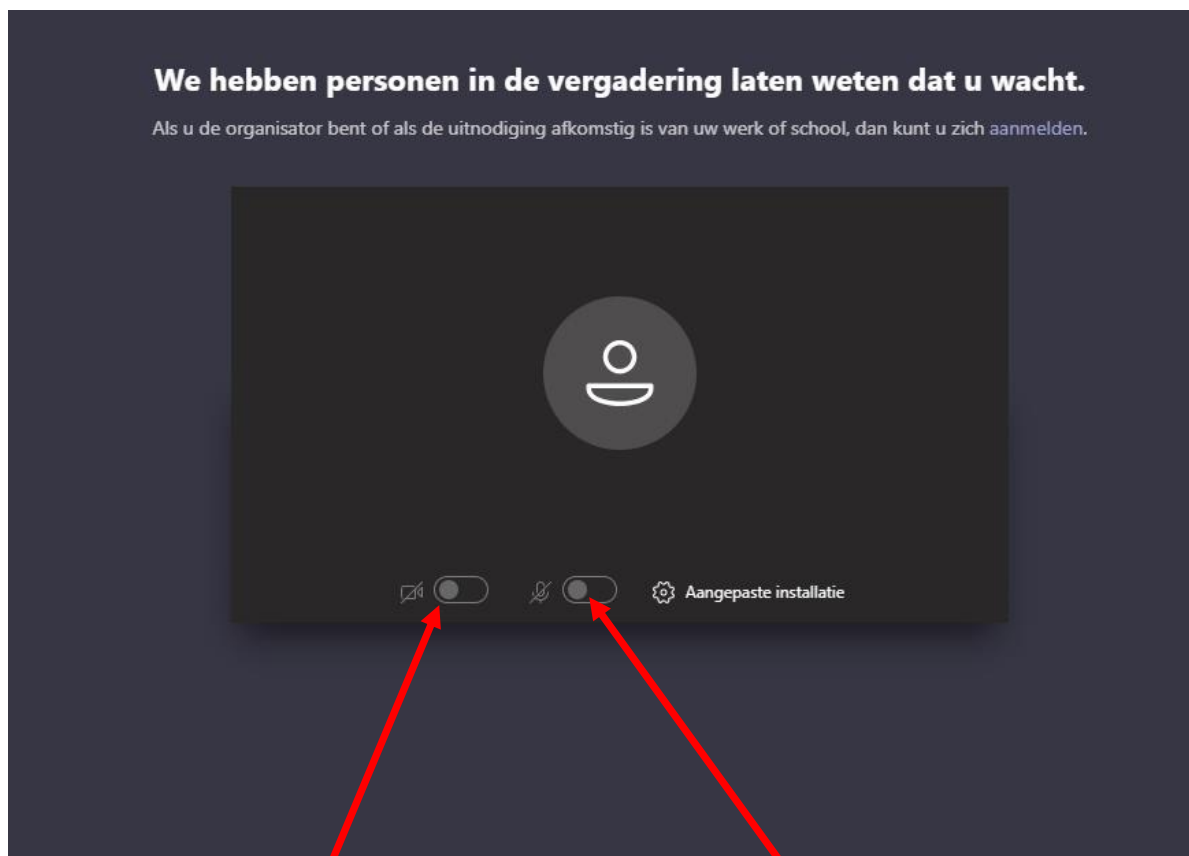 We hebben personen in de vergadering laten weten dat u wacht.
Als u de organisator bent of als de uitnodiging afkomstig is van uw werk of school, dan kunt u zich aanmelden.
Aangepaste installatie